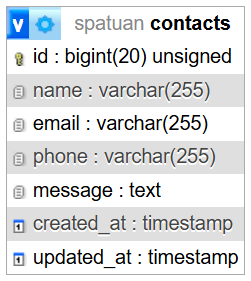 v spatuan contacts
id : bigint(20) unsigned
name : varchar(255)
email : varchar(255)
phone : varchar(255)
message : text
created_at : timestamp
updated_at : timestamp